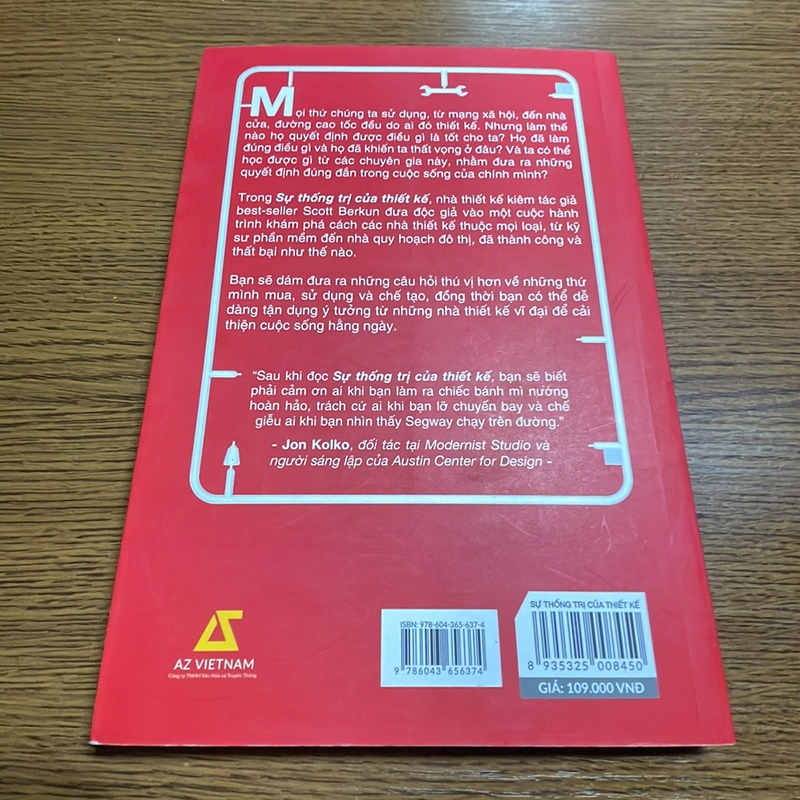 Mọi thứ chúng ta sử dụng, từ mạng xã hội, đến nhà
cửa, đường cao tốc đều do ai đó thiết kế. Nhưng làm thế
nào họ quyết định được điều gì là tốt cho ta? Họ đã làm
đúng điều gì và họ đã khiến ta thất vọng ở đâu? Và ta có thể
học được gì từ các chuyên gia này, nhằm đưa ra những
quyết định đúng đắn trong cuộc sống của chính mình?
Trong Sự thống trị của thiết kế, nhà thiết kế kiêm tác giả
best-seller Scott Berkun đưa độc giả vào một cuộc hành
trình khám phá cách các nhà thiết kế thuộc mọi loại, từ kỹ
sư phần mềm đến nhà quy hoạch đô thị, đã thành công và
thất bại như thế nào.
Bạn sẽ dám đưa ra những câu hỏi thú vị hơn về những thứ
mình mua, sử dụng và chế tạo, đồng thời bạn có thể dễ
dàng tận dụng ý tưởng từ những nhà thiết kế vĩ đại để cải
thiện cuộc sống hằng ngày.
“Sau khi đọc Sự thống trị của thiết kế, bạn sẽ biết
phải cảm ơn ai khi bạn làm ra chiếc bánh mì nướng
hoàn hảo, trách cứ ai khi bạn lỡ chuyến bay và chế
giễu ai khi bạn nhìn thấy Segway chạy trên đường.”
- Jon Kolko, đối tác tại Modernist Studio và
người sáng lập của Austin Center for Design -
AZ VIETNAM
Công ty TNHH Văn Hóa và Truyền Thông
ISBN: 978-604-365-637-4
9 786043 656374
SỰ THỐNG TRỊ CỦA THIẾT KẾ
8 935325 008450
GIÁ: 109.000 VNĐ